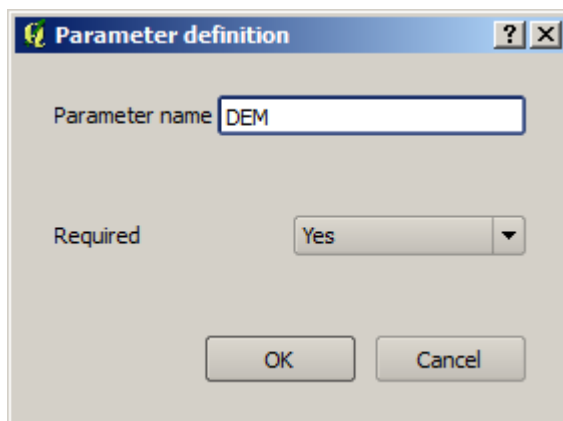 Parameter definition
Parameter name DEM
Required Yes
OK Cancel